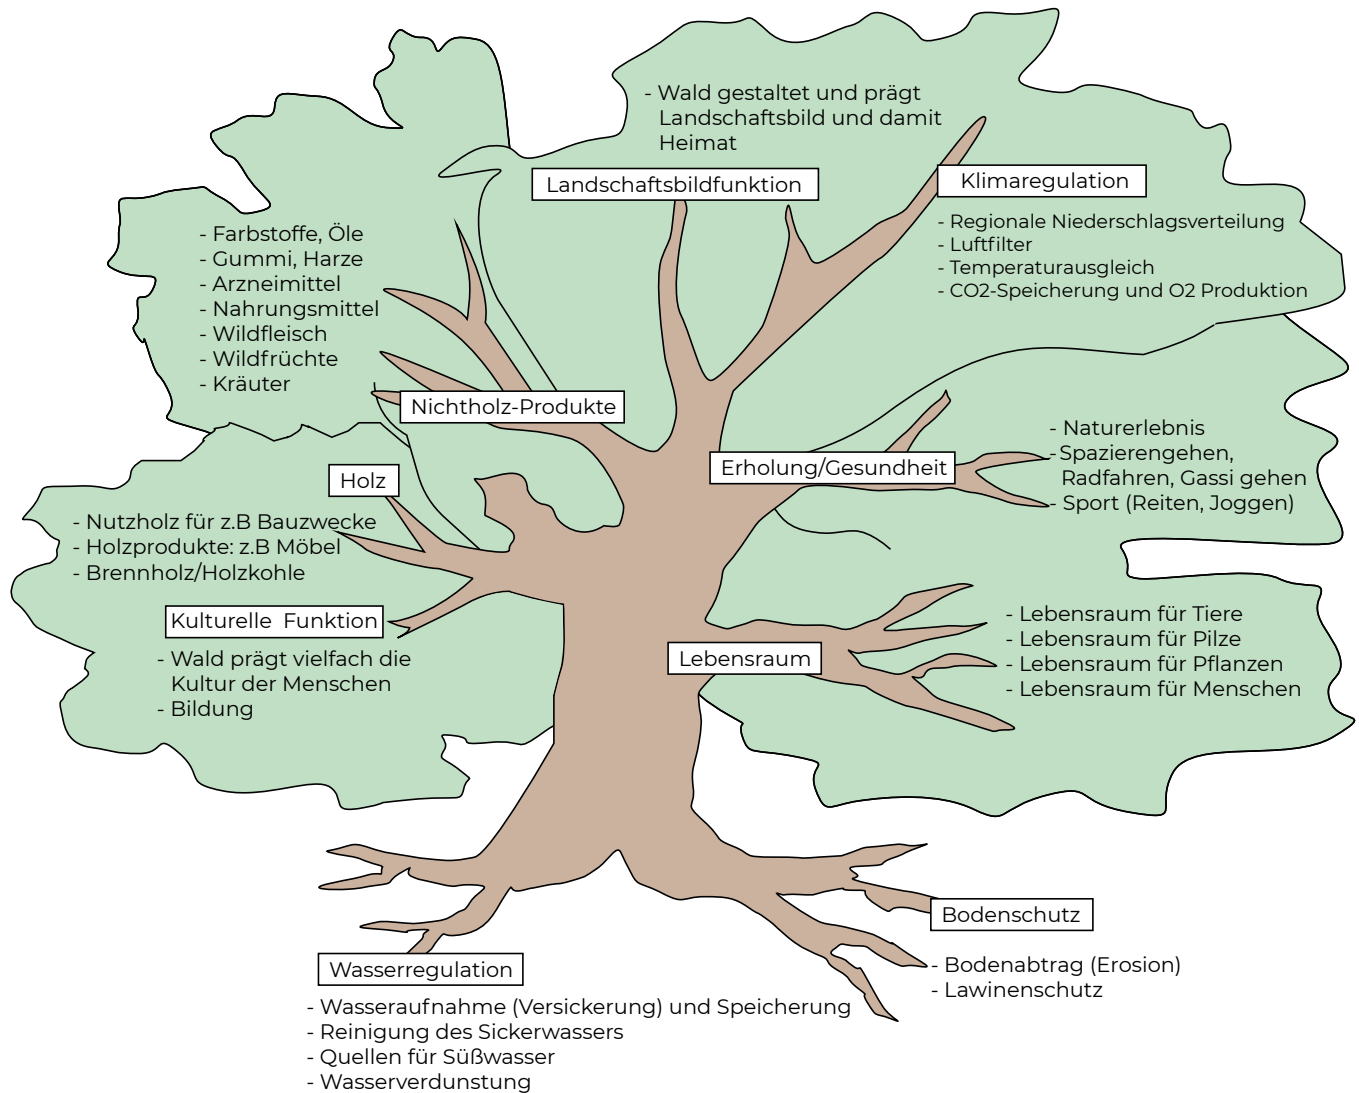 - Wald gestaltet und prägt
Landschaftsbild und damit
Heimat
Landschaftsbildfunktion
Klimaregulation
- Regionale Niederschlagsverteilung
- Luftfilter
- Temperaturausgleich
- CO2-Speicherung und O2 Produktion
- Farbstoffe, Öle
- Gummi, Harze
- Arzneimittel
- Nahrungsmittel
- Wildfleisch
- Wildfrüchte
- Kräuter
Nichtholz-Produkte
Erholung/Gesundheit
- Naturerlebnis
- Spazierengehen,
Radfahren, Gassi gehen
- Sport (Reiten, Joggen)
Holz
- Nutzholz für z.B Bauzwecke
- Holzprodukte: z.B Möbel
- Brennholz/Holzkohle
Kulturelle Funktion
- Wald prägt vielfach die
Kultur der Menschen
- Bildung
Lebensraum
- Lebensraum für Tiere
- Lebensraum für Pilze
- Lebensraum für Pflanzen
- Lebensraum für Menschen
Bodenschutz
- Bodenabtrag (Erosion)
- Lawinenschutz
Wasserregulation
- Wasseraufnahme (Versickerung) und Speicherung
- Reinigung des Sickerwassers
- Quellen für Süßwasser
- Wasserverdunstung